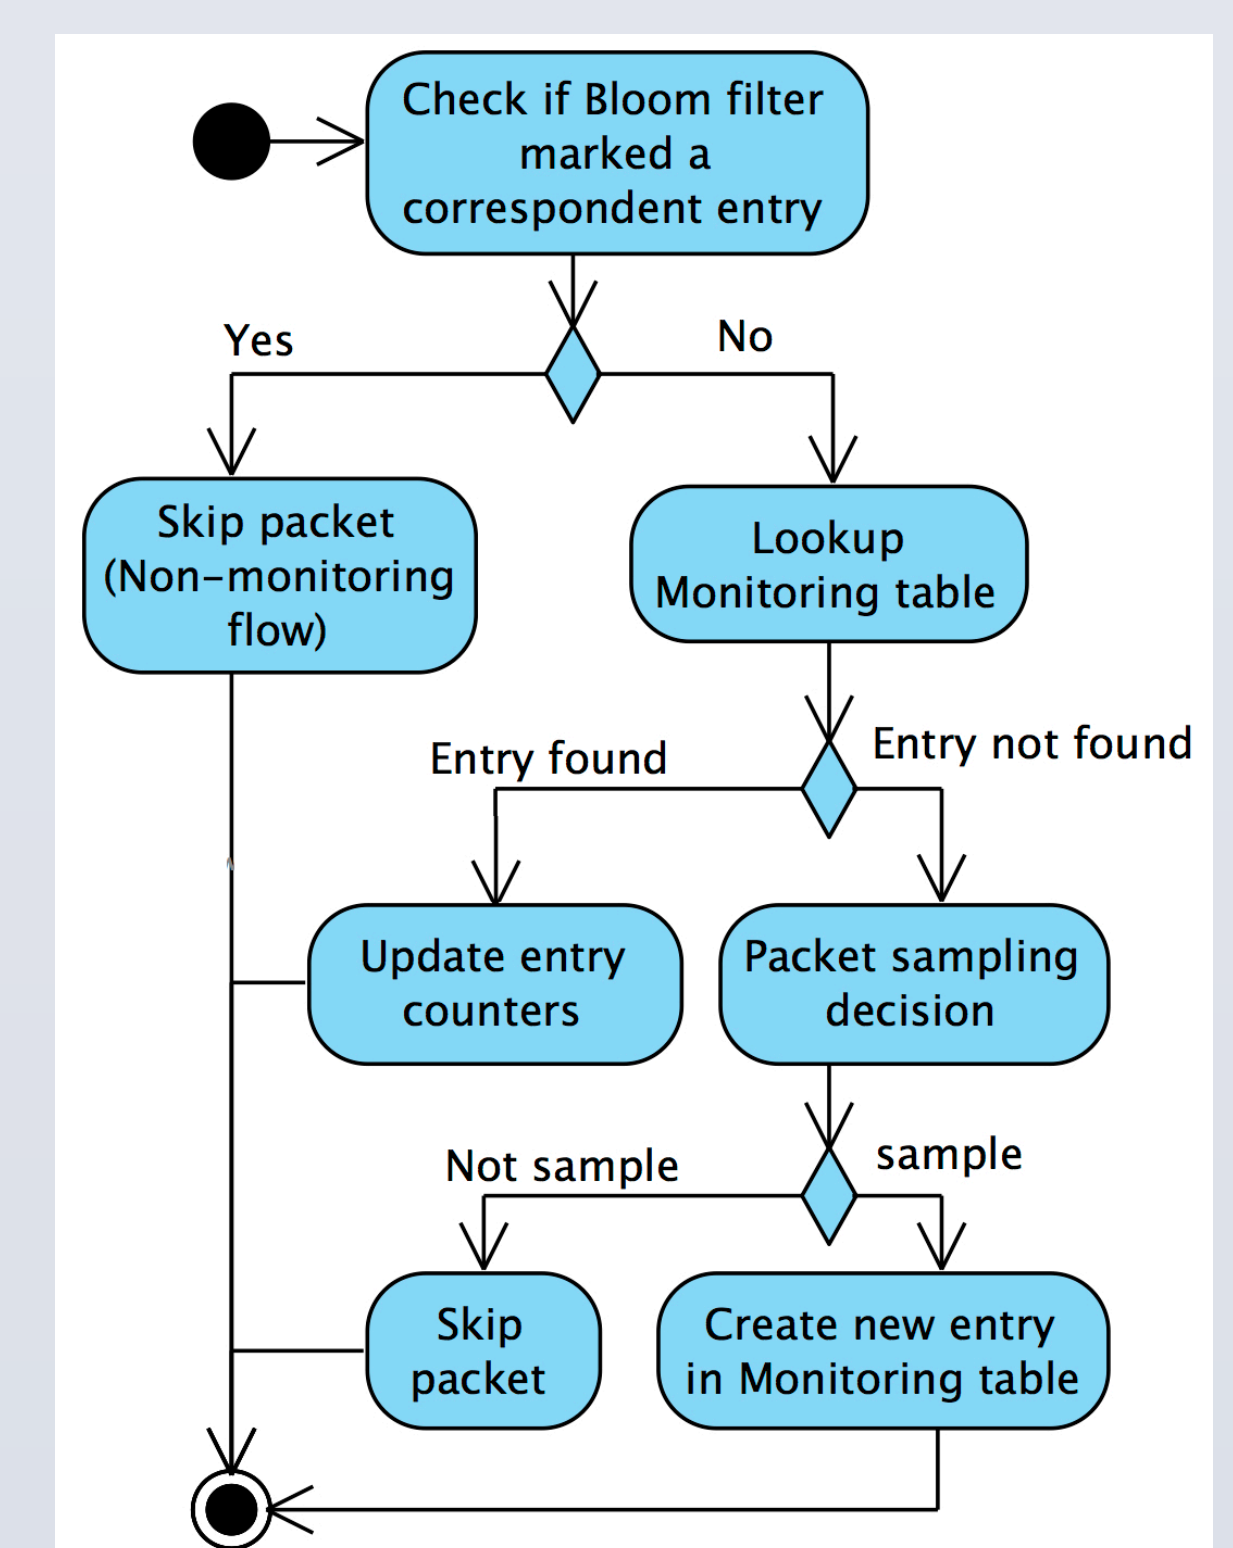 Check if Bloom filter
marked a
correspondent entry
Yes
No
Skip packet
(Non-monitoring
flow)
Lookup
Monitoring table
Entry found
Entry not found
Update entry
counters
Packet sampling
decision
Not sample
sample
Skip
packet
Create new entry
in Monitoring table